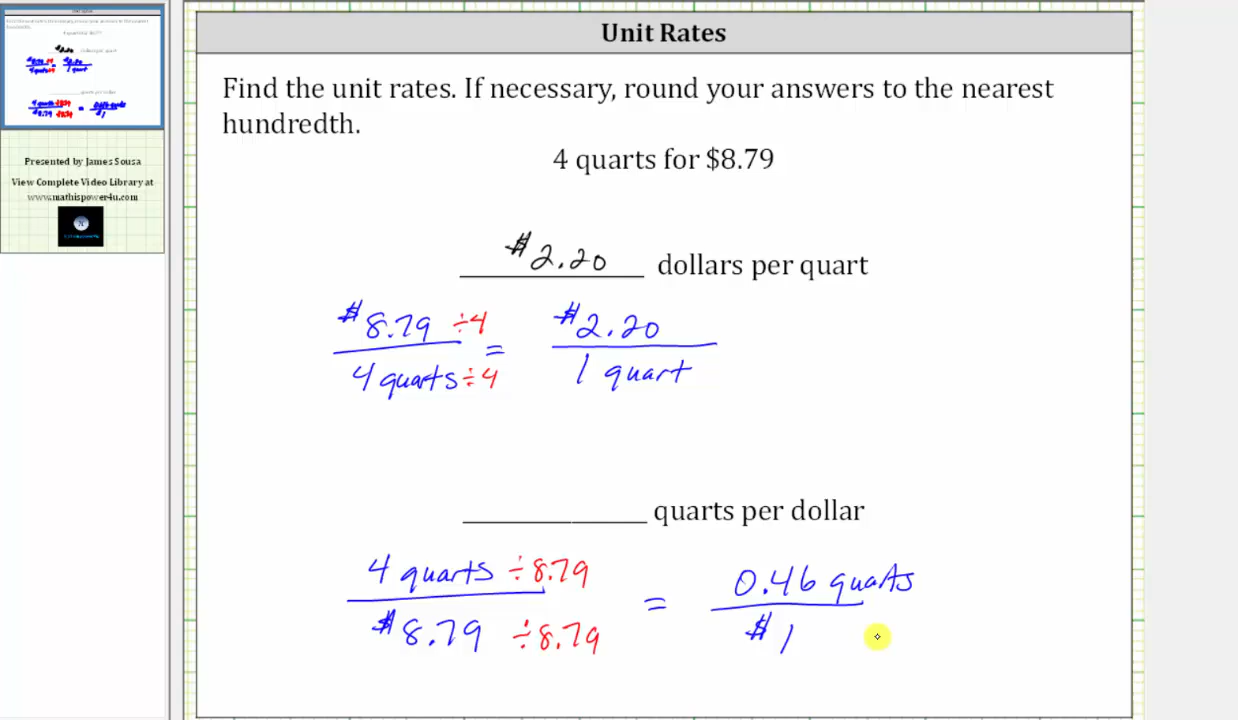 Presented by James Sousa
View Complete Video Library at
www.mathispower4u.com
Unit Rates
Find the unit rates. If necessary, round your answers to the nearest
hundredth.
4 quarts for $8.79
$2.20 dollars per quart
$8.79 ÷4 = $2.20
4 quarts ÷4 1 quart
quarts per dollar
4 quarts ÷8.79 = 0.46 quarts
$8.79 ÷8.79 $1